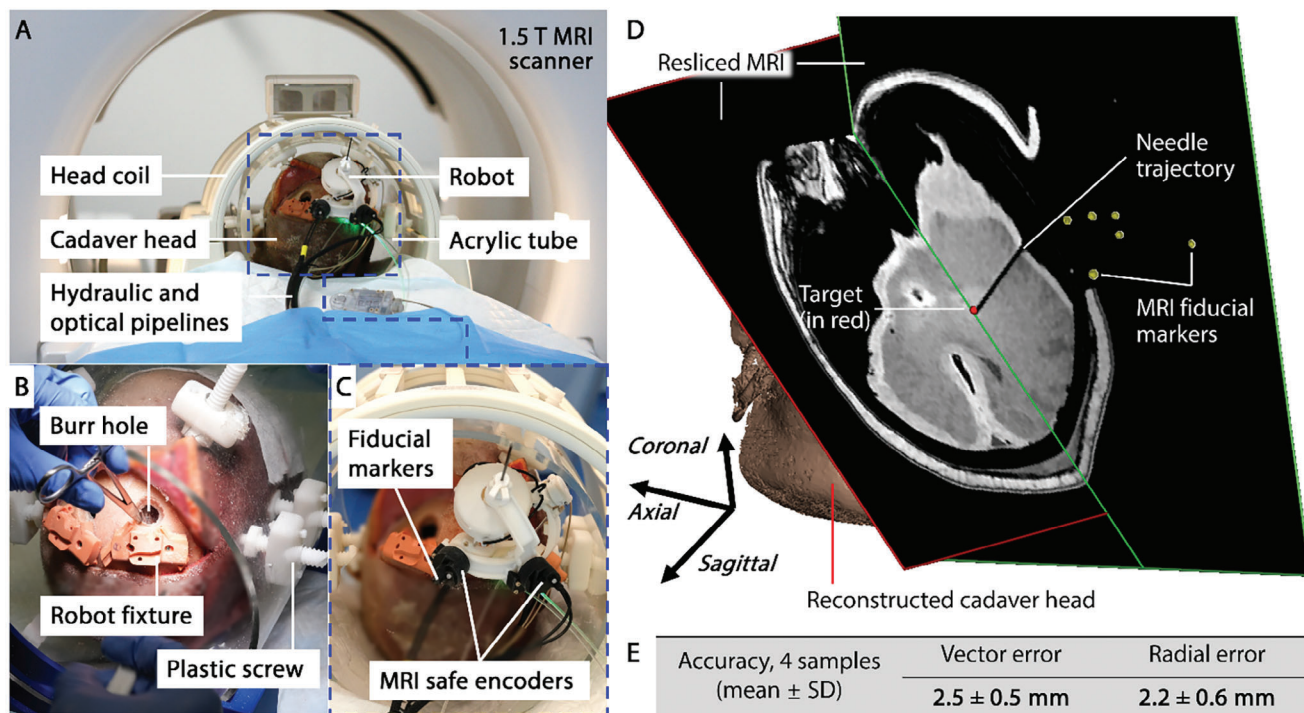 A
1.5 T MRI
scanner
Head coil
Robot
Cadaver head
Acrylic tube
Hydraulic and
optical pipelines
B
Burr hole
Robot fixture
Plastic screw
C
Fiducial
markers
MRI safe encoders
D
Resliced MRI
Needle
trajectory
Target
(in red)
MRI fiducial
markers
Coronal
Axial
Sagittal
Reconstructed cadaver head
E
Accuracy, 4 samples
(mean ± SD)
Vector error
Radial error
2.5 ± 0.5 mm
2.2 ± 0.6 mm